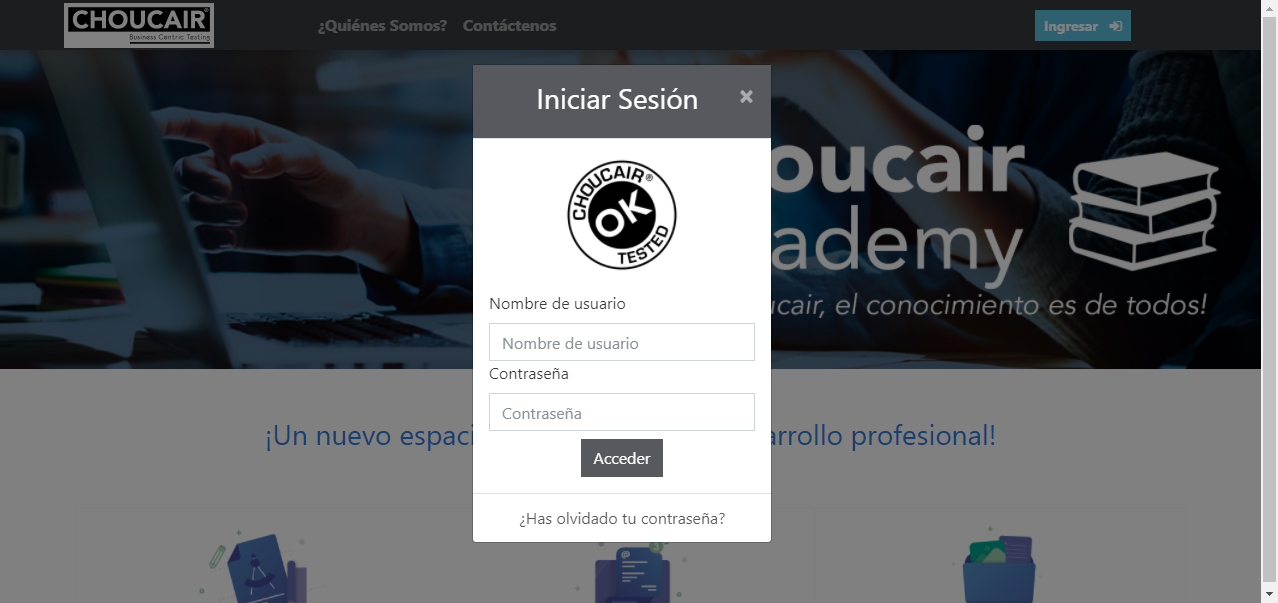 CHOUCAIR®
Business Centric Testing
¿Quiénes Somos? Contáctenos
Ingresar
Iniciar Sesión ×
CHOUCAIR®
OK
TESTED
oucair
ademy
ucair, el conocimiento es de todos!
Nombre de usuario
Nombre de usuario
Contraseña
Contraseña
Acceder
¿Has olvidado tu contraseña?
¡Un nuevo espaci
arrollo profesional!